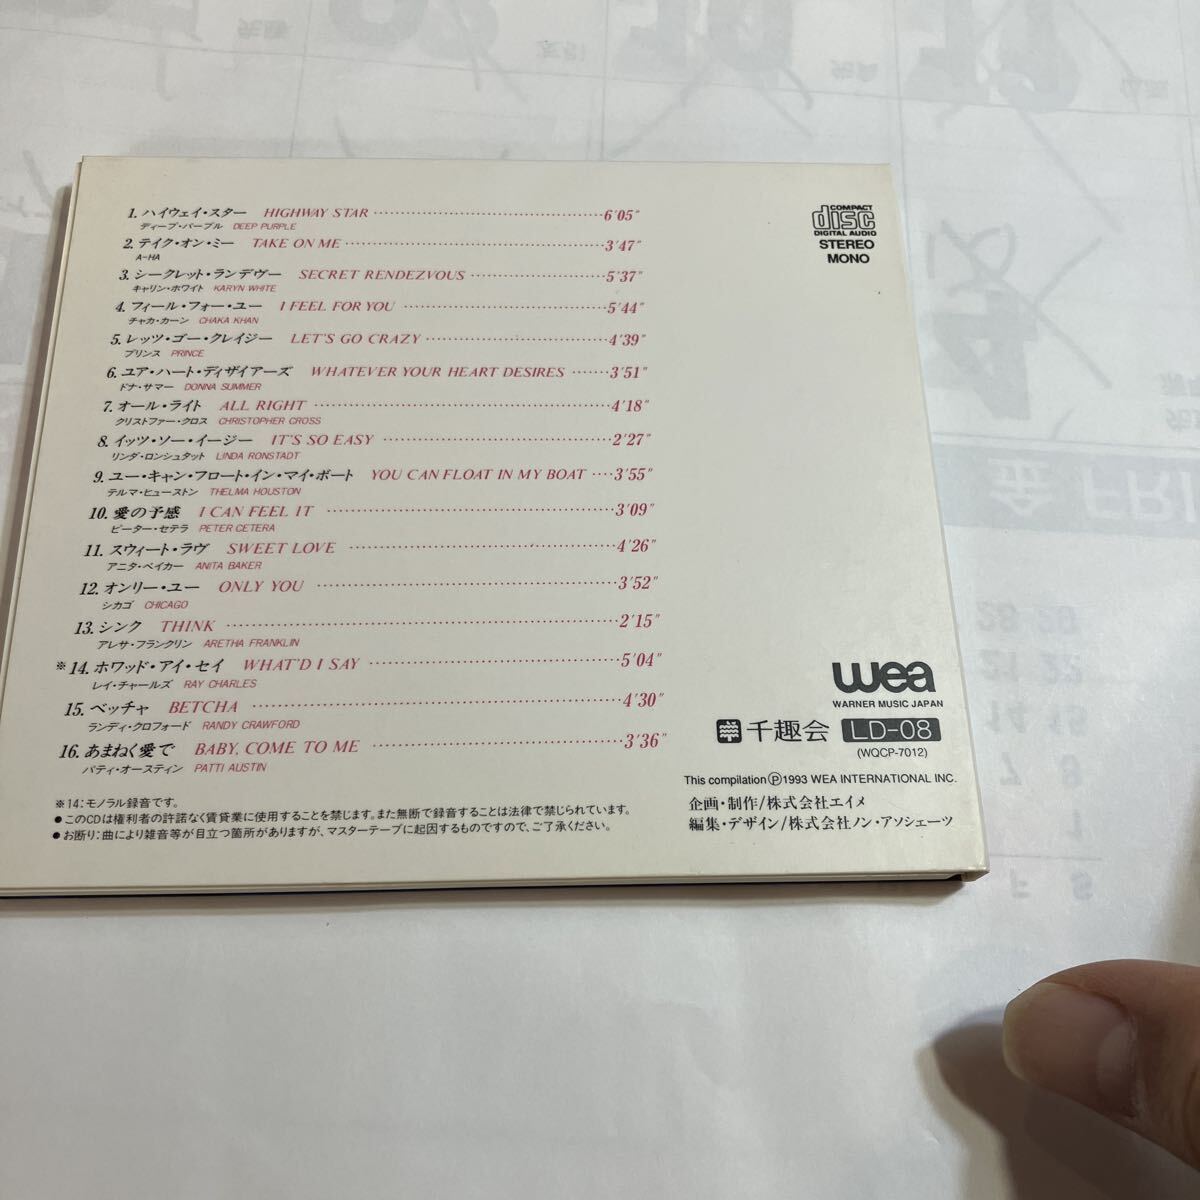 1. ハイウェイ・スター HIGHWAY STAR 6'05"
ディープ・パープル DEEP PURPLE
2. テイク・オン・ミー TAKE ON ME 3'47"
A-HA
3. シークレット・ランデヴー SECRET RENDEZVOUS 5'37"
キャリン・ホワイト KARYN WHITE
4. フィール・フォー・ユー I FEEL FOR YOU 5'44"
チャカ・カーン CHAKA KHAN
5. レッツ・ゴー・クレイジー LET'S GO CRAZY 4'39"
プリンス PRINCE
6. ユア・ハート・ディザイアーズ WHATEVER YOUR HEART DESIRES 3'51"
ドナ・サマー DONNA SUMMER
7. オール・ライト ALL RIGHT 4'18"
クリストファー・クロス CHRISTOPHER CROSS
8. イッツ・ソー・イージー IT'S SO EASY 2'27"
リンダ・ロンシュタット LINDA RONSTADT
9. ユー・キャン・フロート・イン・マイ・ボート YOU CAN FLOAT IN MY BOAT 3'55"
テルマ・ヒューストン THELMA HOUSTON
10. 愛の予感 I CAN FEEL IT 3'09"
ピーター・セテラ PETER CETERA
11. スウィート・ラヴ SWEET LOVE 4'26"
アニタ・ベイカー ANITA BAKER
12. オンリー・ユー ONLY YOU 3'52"
シカゴ CHICAGO
13. シンク THINK 2'15"
アレサ・フランクリン ARETHA FRANKLIN
※14. ホワッド・アイ・セイ WHAT'D I SAY 5'04"
レイ・チャールズ RAY CHARLES
15. ベッチャ BETCHA 4'30"
ランディ・クロフォード RANDY CRAWFORD
16. あまねく愛で BABY, COME TO ME 3'36"
パティ・オースティン PATTI AUSTIN
※14:モノラル録音です。
●このCDは権利者の許諾なく賃貸業に使用することを禁じます。また無断で録音することは法律で禁じられています。
●お断り:曲により雑音等が目立つ箇所がありますが、マスターテープに起因するものですので、ご了承ください。
COMPACT
disc
DIGITAL AUDIO
STEREO
MONO
wea
WARNER MUSIC JAPAN
千趣会 LD-08
(WQCP-7012)
This compilation Ⓟ1993 WEA INTERNATIONAL INC.
企画・制作/株式会社エイメ
編集・デザイン/株式会社ノン・アソシェーツ